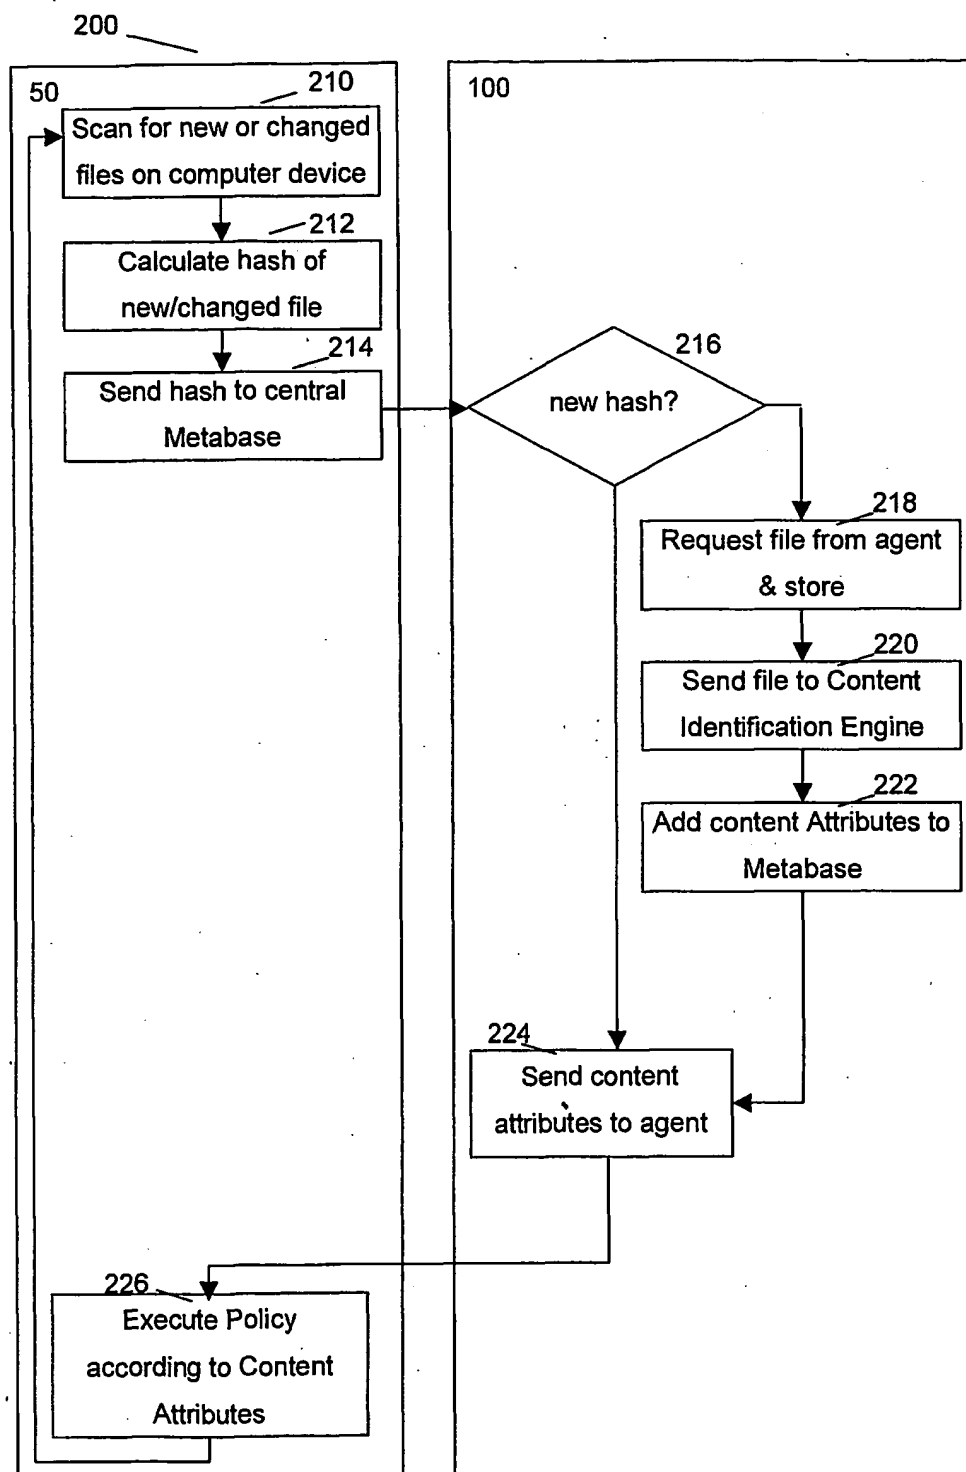 200
50
210
100
Scan for new or changed
files on computer device
212
Calculate hash of
new/changed file
214
216
Send hash to central
Metabase
new hash?
218
Request file from agent
& store
220
Send file to Content
Identification Engine
222
Add content Attributes to
Metabase
224
Send content
attributes to agent
226
Execute Policy
according to Content
Attributes